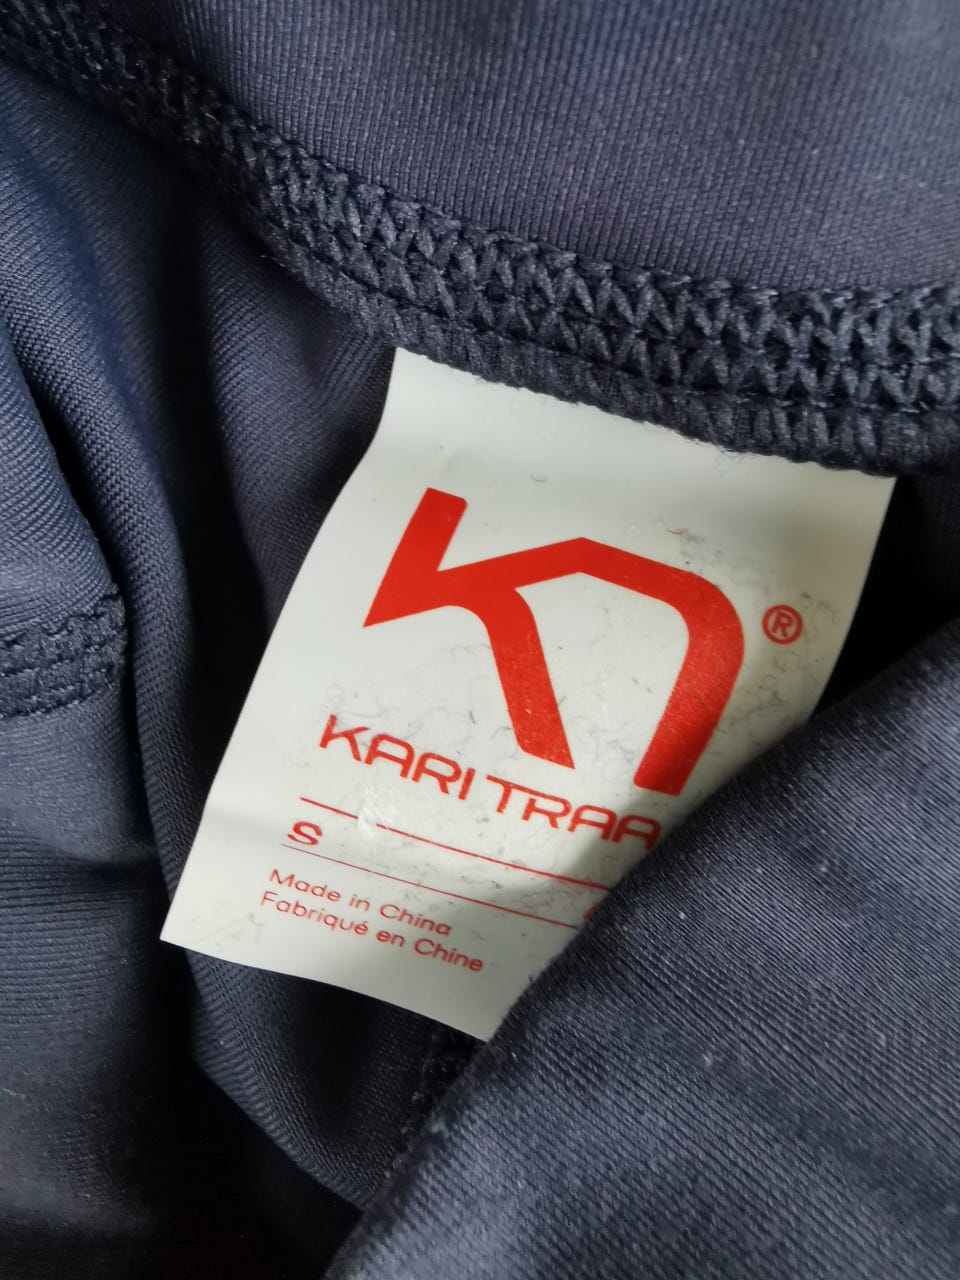 ®
KARI TRAA
S
Made in China
Fabriqué en Chine